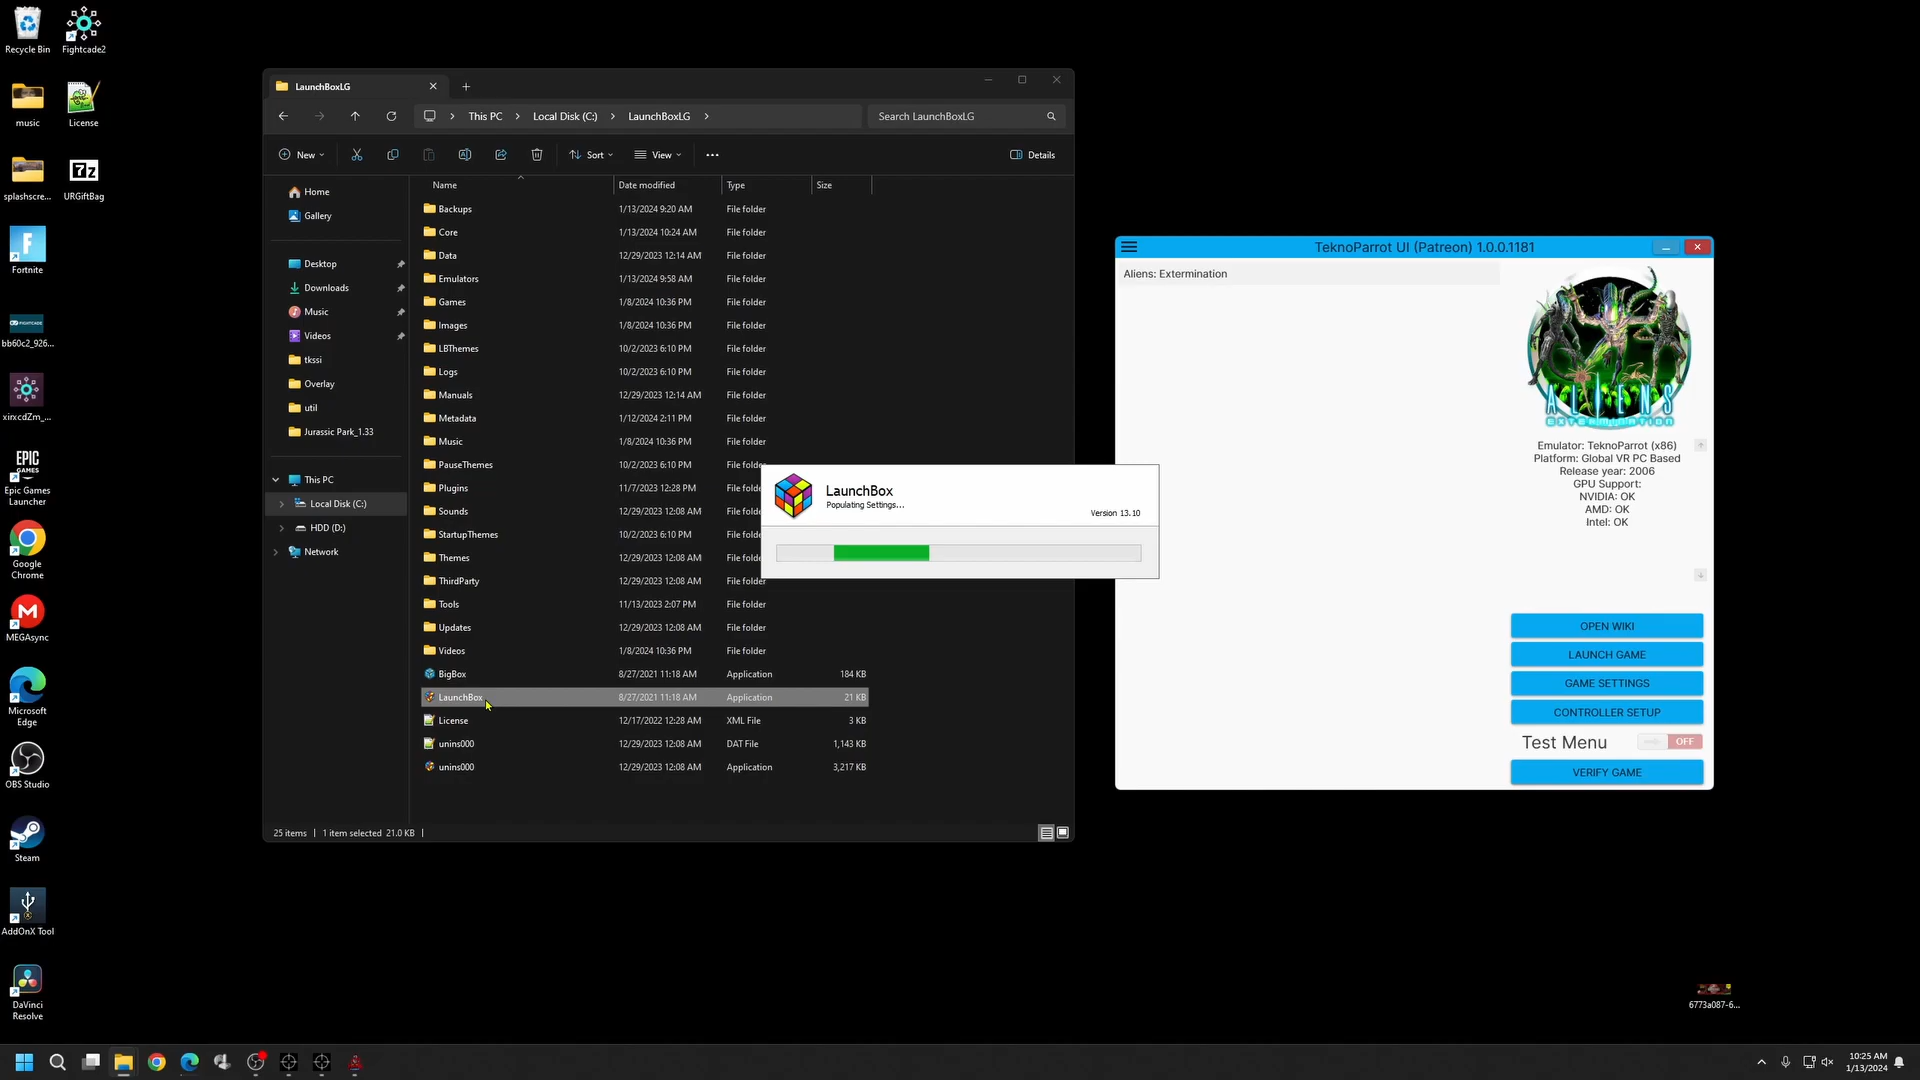 Recycle Bin
Fightcade2
music
License
splashscre...
7z
URGiftBag
Fortnite
FIGHTCADE
bb60c2_926...
xirxcdZm_...
EPIC
GAMES
Epic Games
Launcher
Google
Chrome
MEGAsync
Microsoft
Edge
OBS Studio
Steam
AddOnX Tool
DaVinci
Resolve
LaunchBoxLG
This PC
Local Disk (C:)
LaunchBoxLG
Search LaunchBoxLG
New
Sort
View
Details
Home
Gallery
Desktop
Downloads
Music
Videos
tkssi
Overlay
util
Jurassic Park_1.33
This PC
Local Disk (C:)
HDD (D:)
Network
Name Date modified Type Size
Backups 1/13/2024 9:20 AM File folder
Core 1/13/2024 10:24 AM File folder
Data 12/29/2023 12:14 AM File folder
Emulators 1/13/2024 9:58 AM File folder
Games 1/8/2024 10:36 PM File folder
Images 1/8/2024 10:36 PM File folder
LBThemes 10/2/2023 6:10 PM File folder
Logs 10/2/2023 6:10 PM File folder
Manuals 12/29/2023 12:14 AM File folder
Metadata 1/12/2024 2:11 PM File folder
Music 1/8/2024 10:36 PM File folder
PauseThemes 10/2/2023 6:10 PM File folde
Plugins 11/7/2023 12:28 PM File folde
Sounds 12/29/2023 12:08 AM File folde
StartupThemes 10/2/2023 6:10 PM File folde
Themes 12/29/2023 12:08 AM File folde
ThirdParty 12/29/2023 12:08 AM File folder
Tools 11/13/2023 2:07 PM File folder
Updates 12/29/2023 12:08 AM File folder
Videos 1/8/2024 10:36 PM File folder
BigBox 8/27/2021 11:18 AM Application 184 KB
LaunchBox 8/27/2021 11:18 AM Application 21 KB
License 12/17/2022 12:28 AM XML File 3 KB
unins000 12/29/2023 12:08 AM DAT File 1,143 KB
unins000 12/29/2023 12:08 AM Application 3,217 KB
25 items 1 item selected 21.0 KB
LaunchBox
Populating Settings...
Version 13.10
TeknoParrot UI (Patreon) 1.0.0.1181
Aliens: Extermination
ALIENS
EXTERMINATION
Emulator: TeknoParrot (x86)
Platform: Global VR PC Based
Release year: 2006
GPU Support:
NVIDIA: OK
AMD: OK
Intel: OK
OPEN WIKI
LAUNCH GAME
GAME SETTINGS
CONTROLLER SETUP
Test Menu OFF
VERIFY GAME
6773a087-6...
10:25 AM
1/13/2024